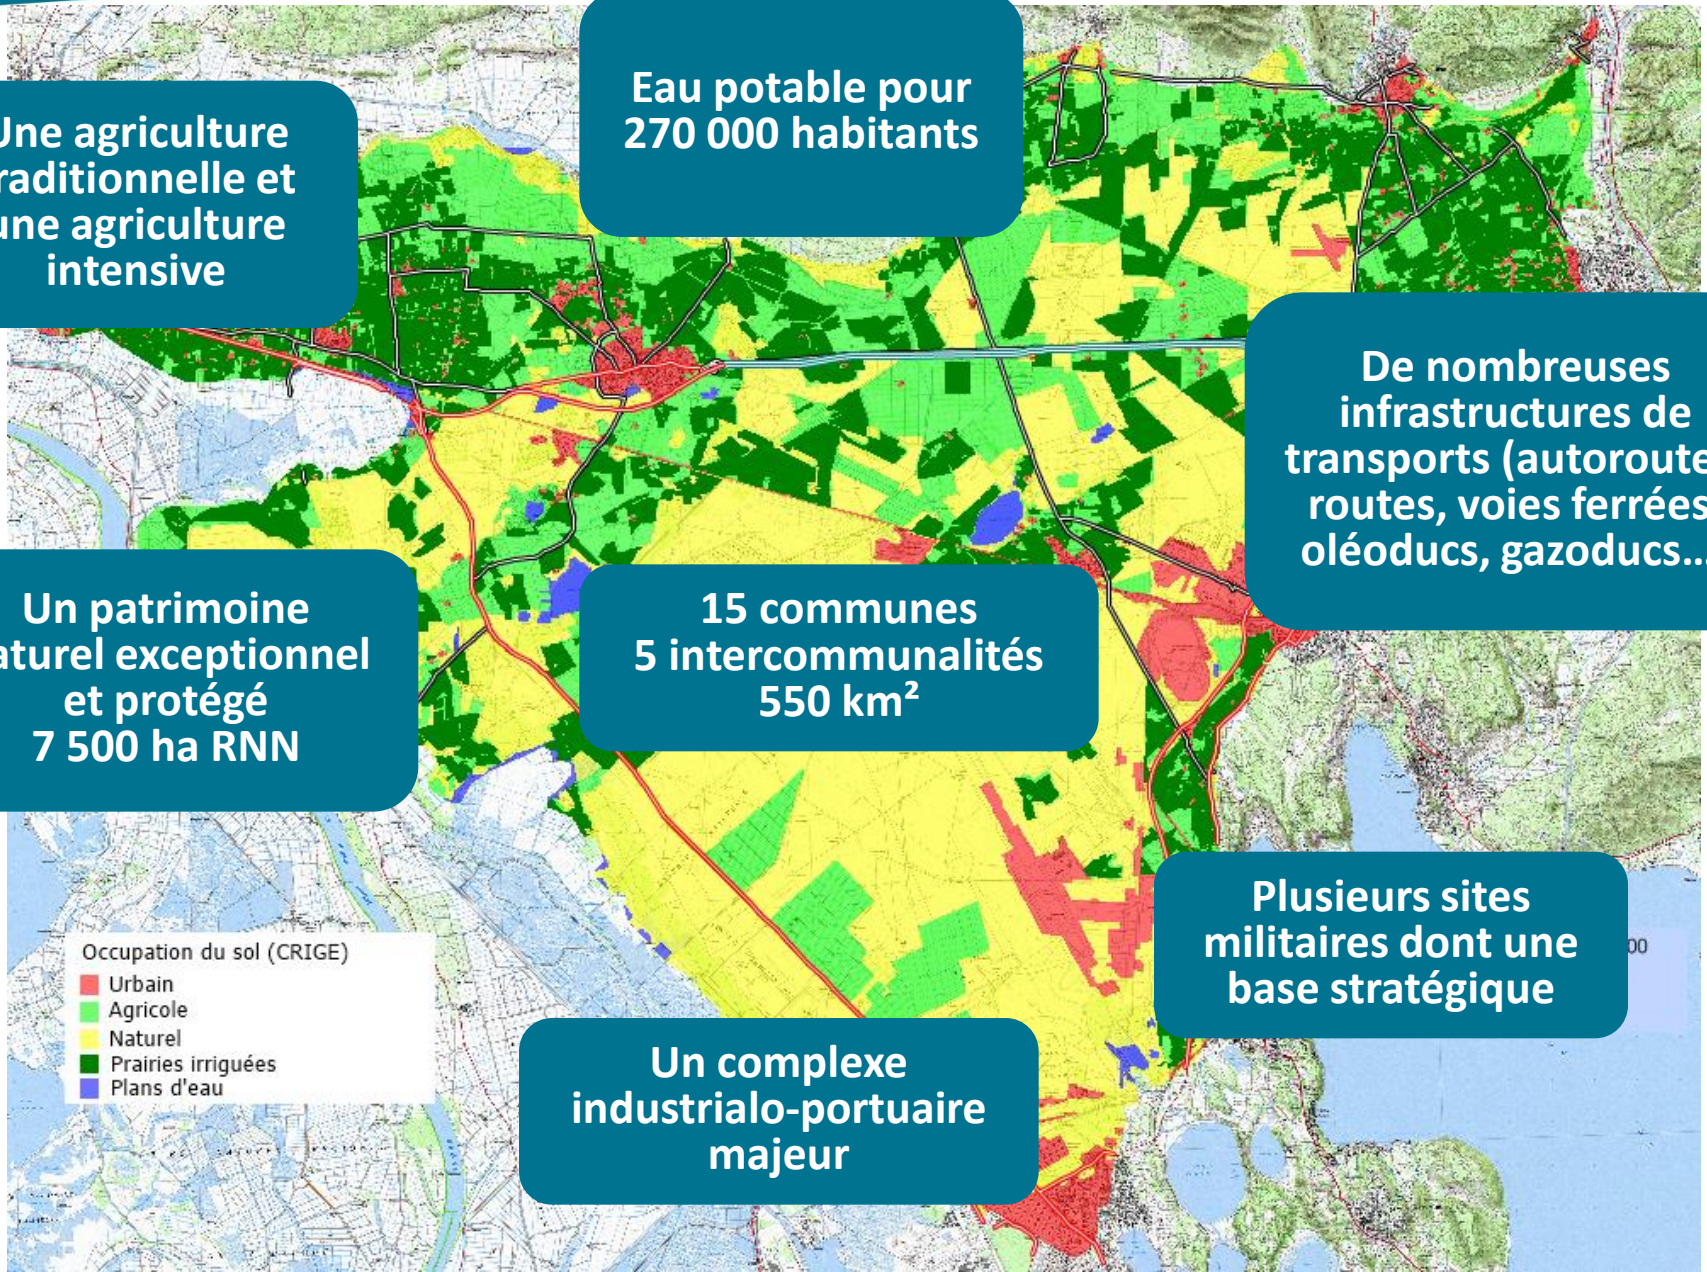 Eau potable pour
270 000 habitants
Une agriculture
raditionnelle et
une agriculture
intensive
De nombreuses
infrastructures de
transports (autoroute
routes, voies ferrées
oléoducs, gazoducs...
Un patrimoine
aturel exceptionnel
et protégé
7 500 ha RNN
15 communes
5 intercommunalités
550 km²
Plusieurs sites
militaires dont une
base stratégique
00
Occupation du sol (CRIGE)
Urbain
Agricole
Naturel
Prairies irriguées
Plans d'eau
Un complexe
industrialo-portuaire
majeur